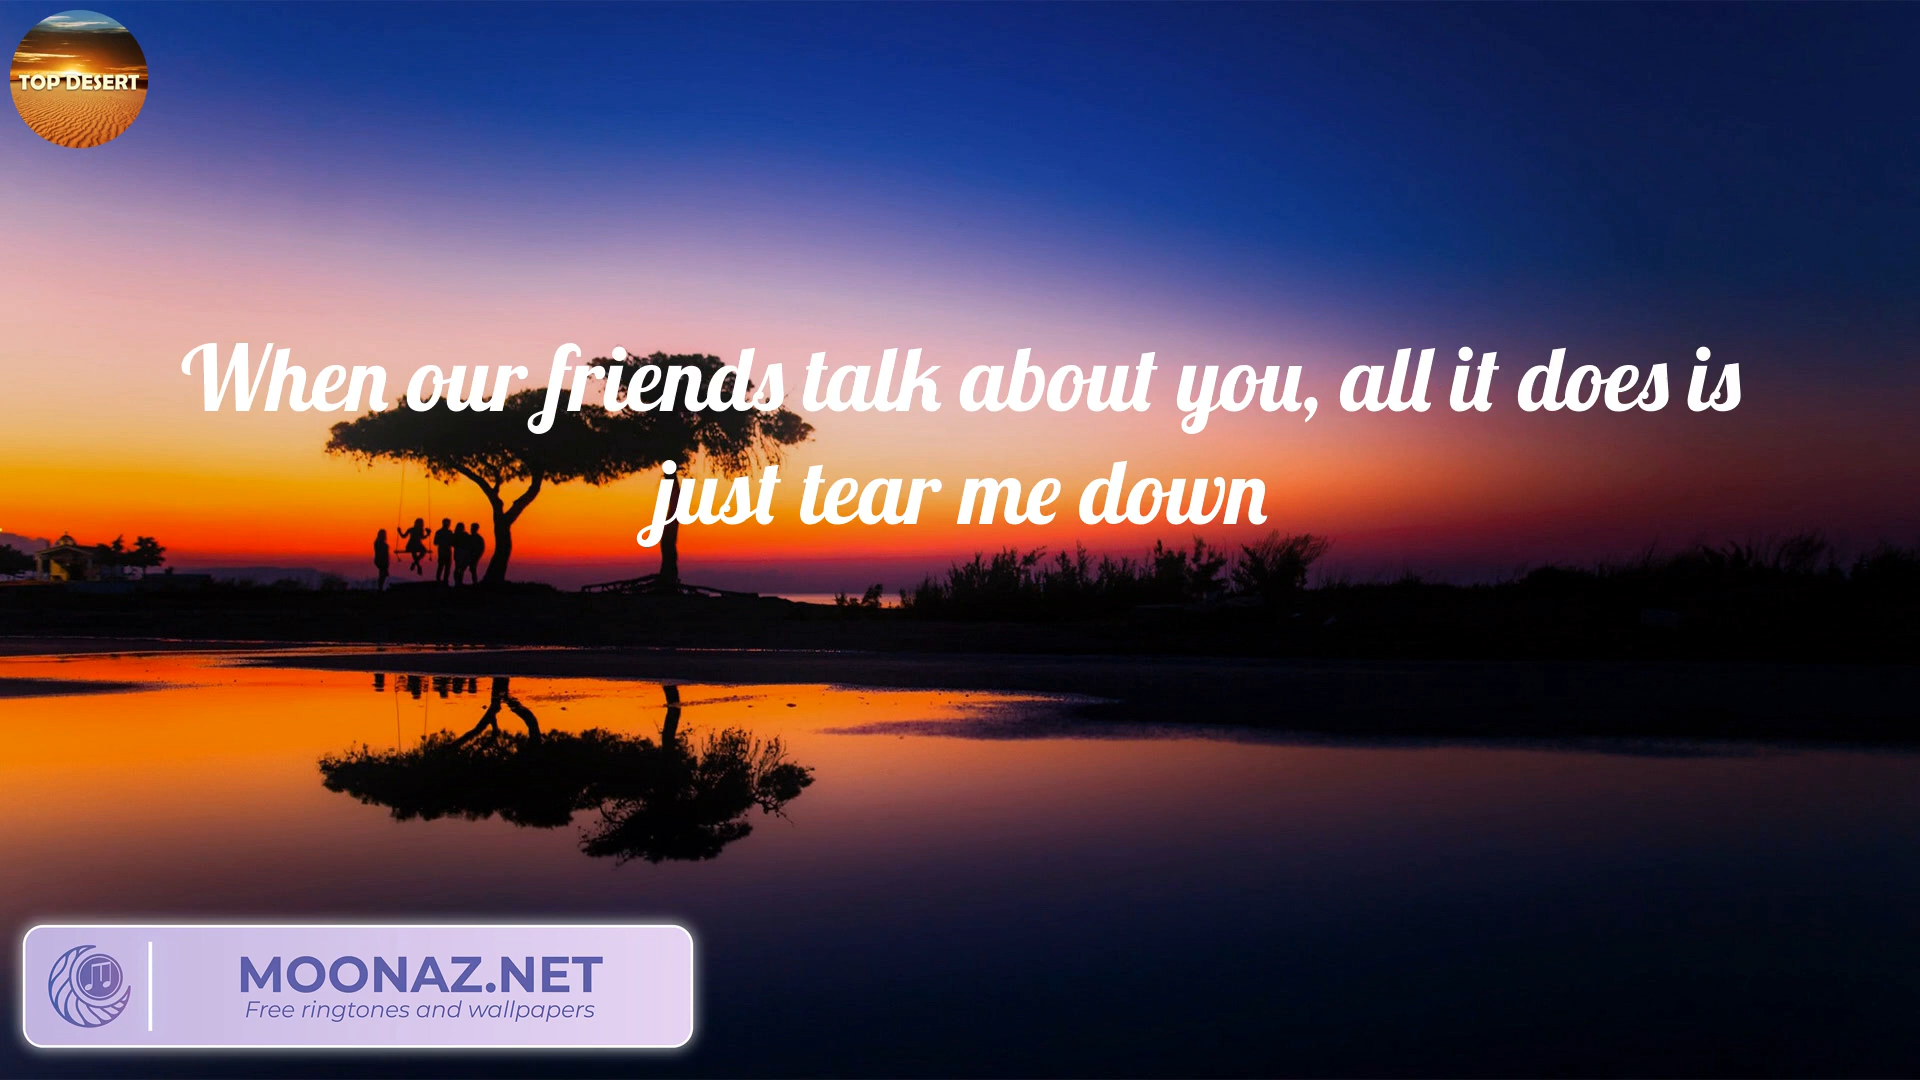 TOP DESERT
When our friends talk about you, all it does is
just tear me down
MOONAZ.NET
Free ringtones and wallpapers